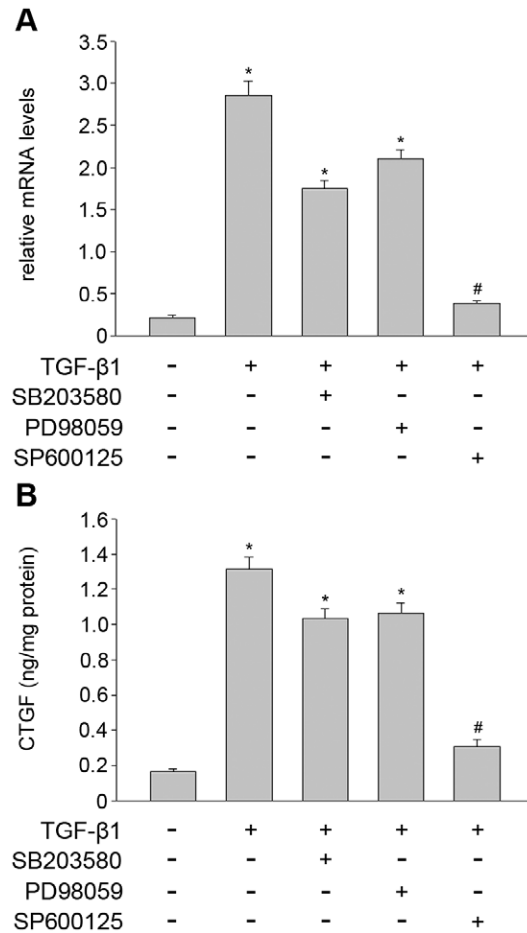 A
relative mRNA levels
3.5
3.0
2.5
2.0
1.5
1.0
0.5
0
* * * #
TGF-β1 - + + + +
SB203580 - - + - -
PD98059 - - - + -
SP600125 - - - - +
B
CTGF (ng/mg protein)
1.6
1.4
1.2
1.0
0.8
0.6
0.4
0.2
0
* * * #
TGF-β1 - + + + +
SB203580 - - + - -
PD98059 - - - + -
SP600125 - - - - +